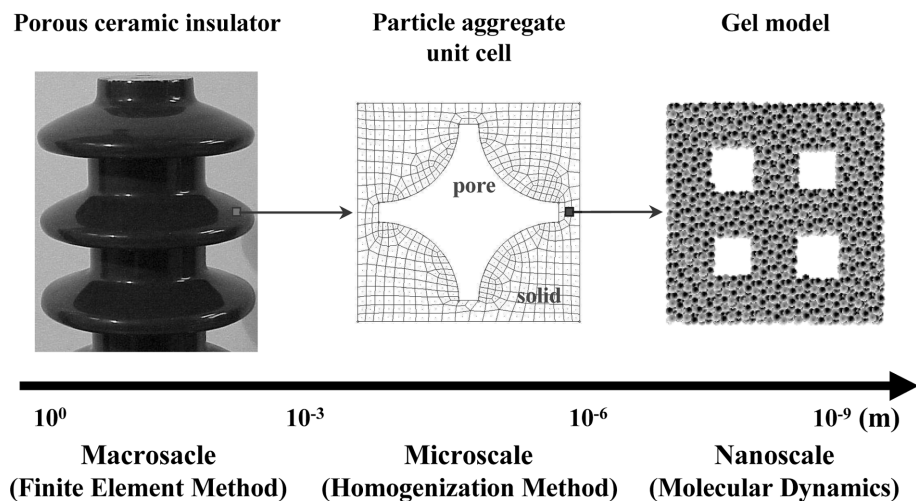 Porous ceramic insulator
Particle aggregate
unit cell
Gel model
pore
solid
10⁰
10⁻³
10⁻⁶
10⁻⁹ (m)
Macrosacle
(Finite Element Method)
Microscale
(Homogenization Method)
Nanoscale
(Molecular Dynamics)